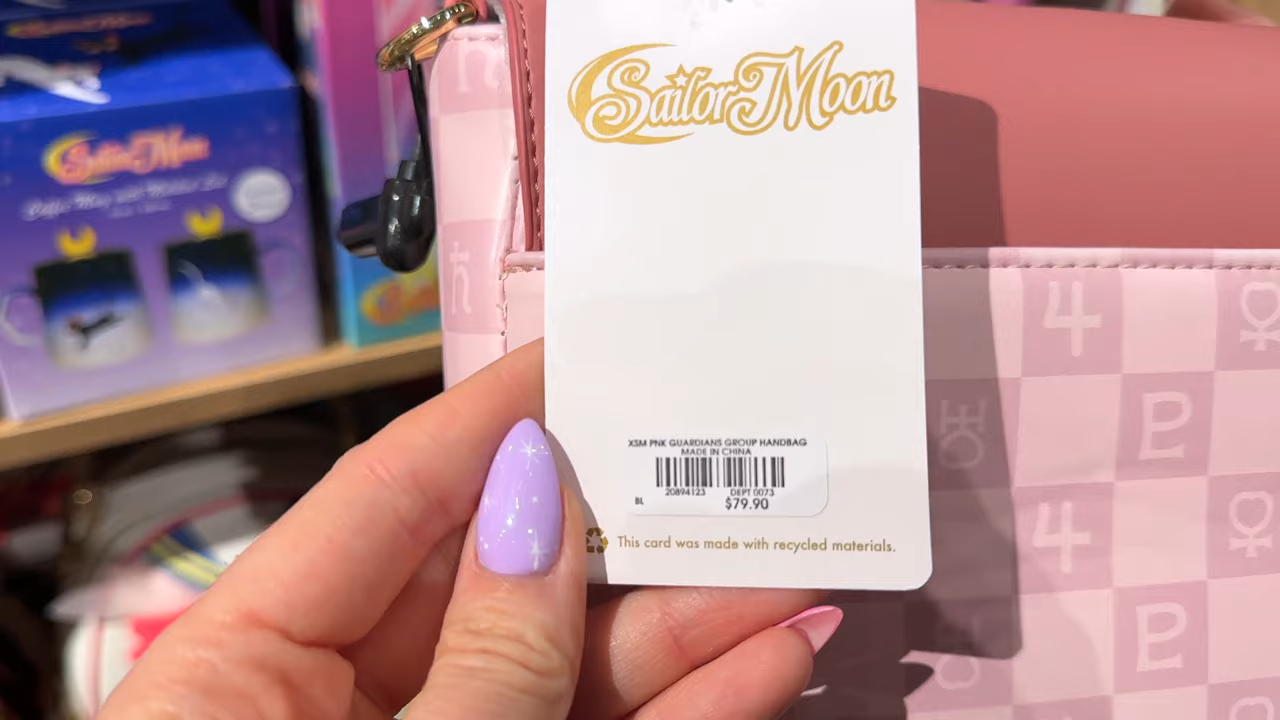 Sailor Moon
XSM PNK GUARDIANS GROUP HANDBAG
MADE IN CHINA
20894123 DEPT 0073
BL $79.90
This card was made with recycled materials.
Sailor Moon